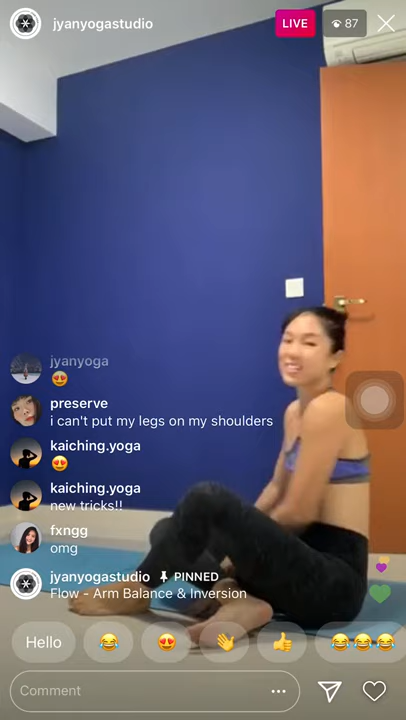 jyanyogastudio
LIVE
87
jyanyoga
😍
preserve
i can't put my legs on my shoulders
kaiching.yoga
😍
kaiching.yoga
new tricks!!
fxngg
omg
jyanyogastudio PINNED
Flow - Arm Balance & Inversion
Hello 😂 😍 👋 👍 😂😂😂
Comment